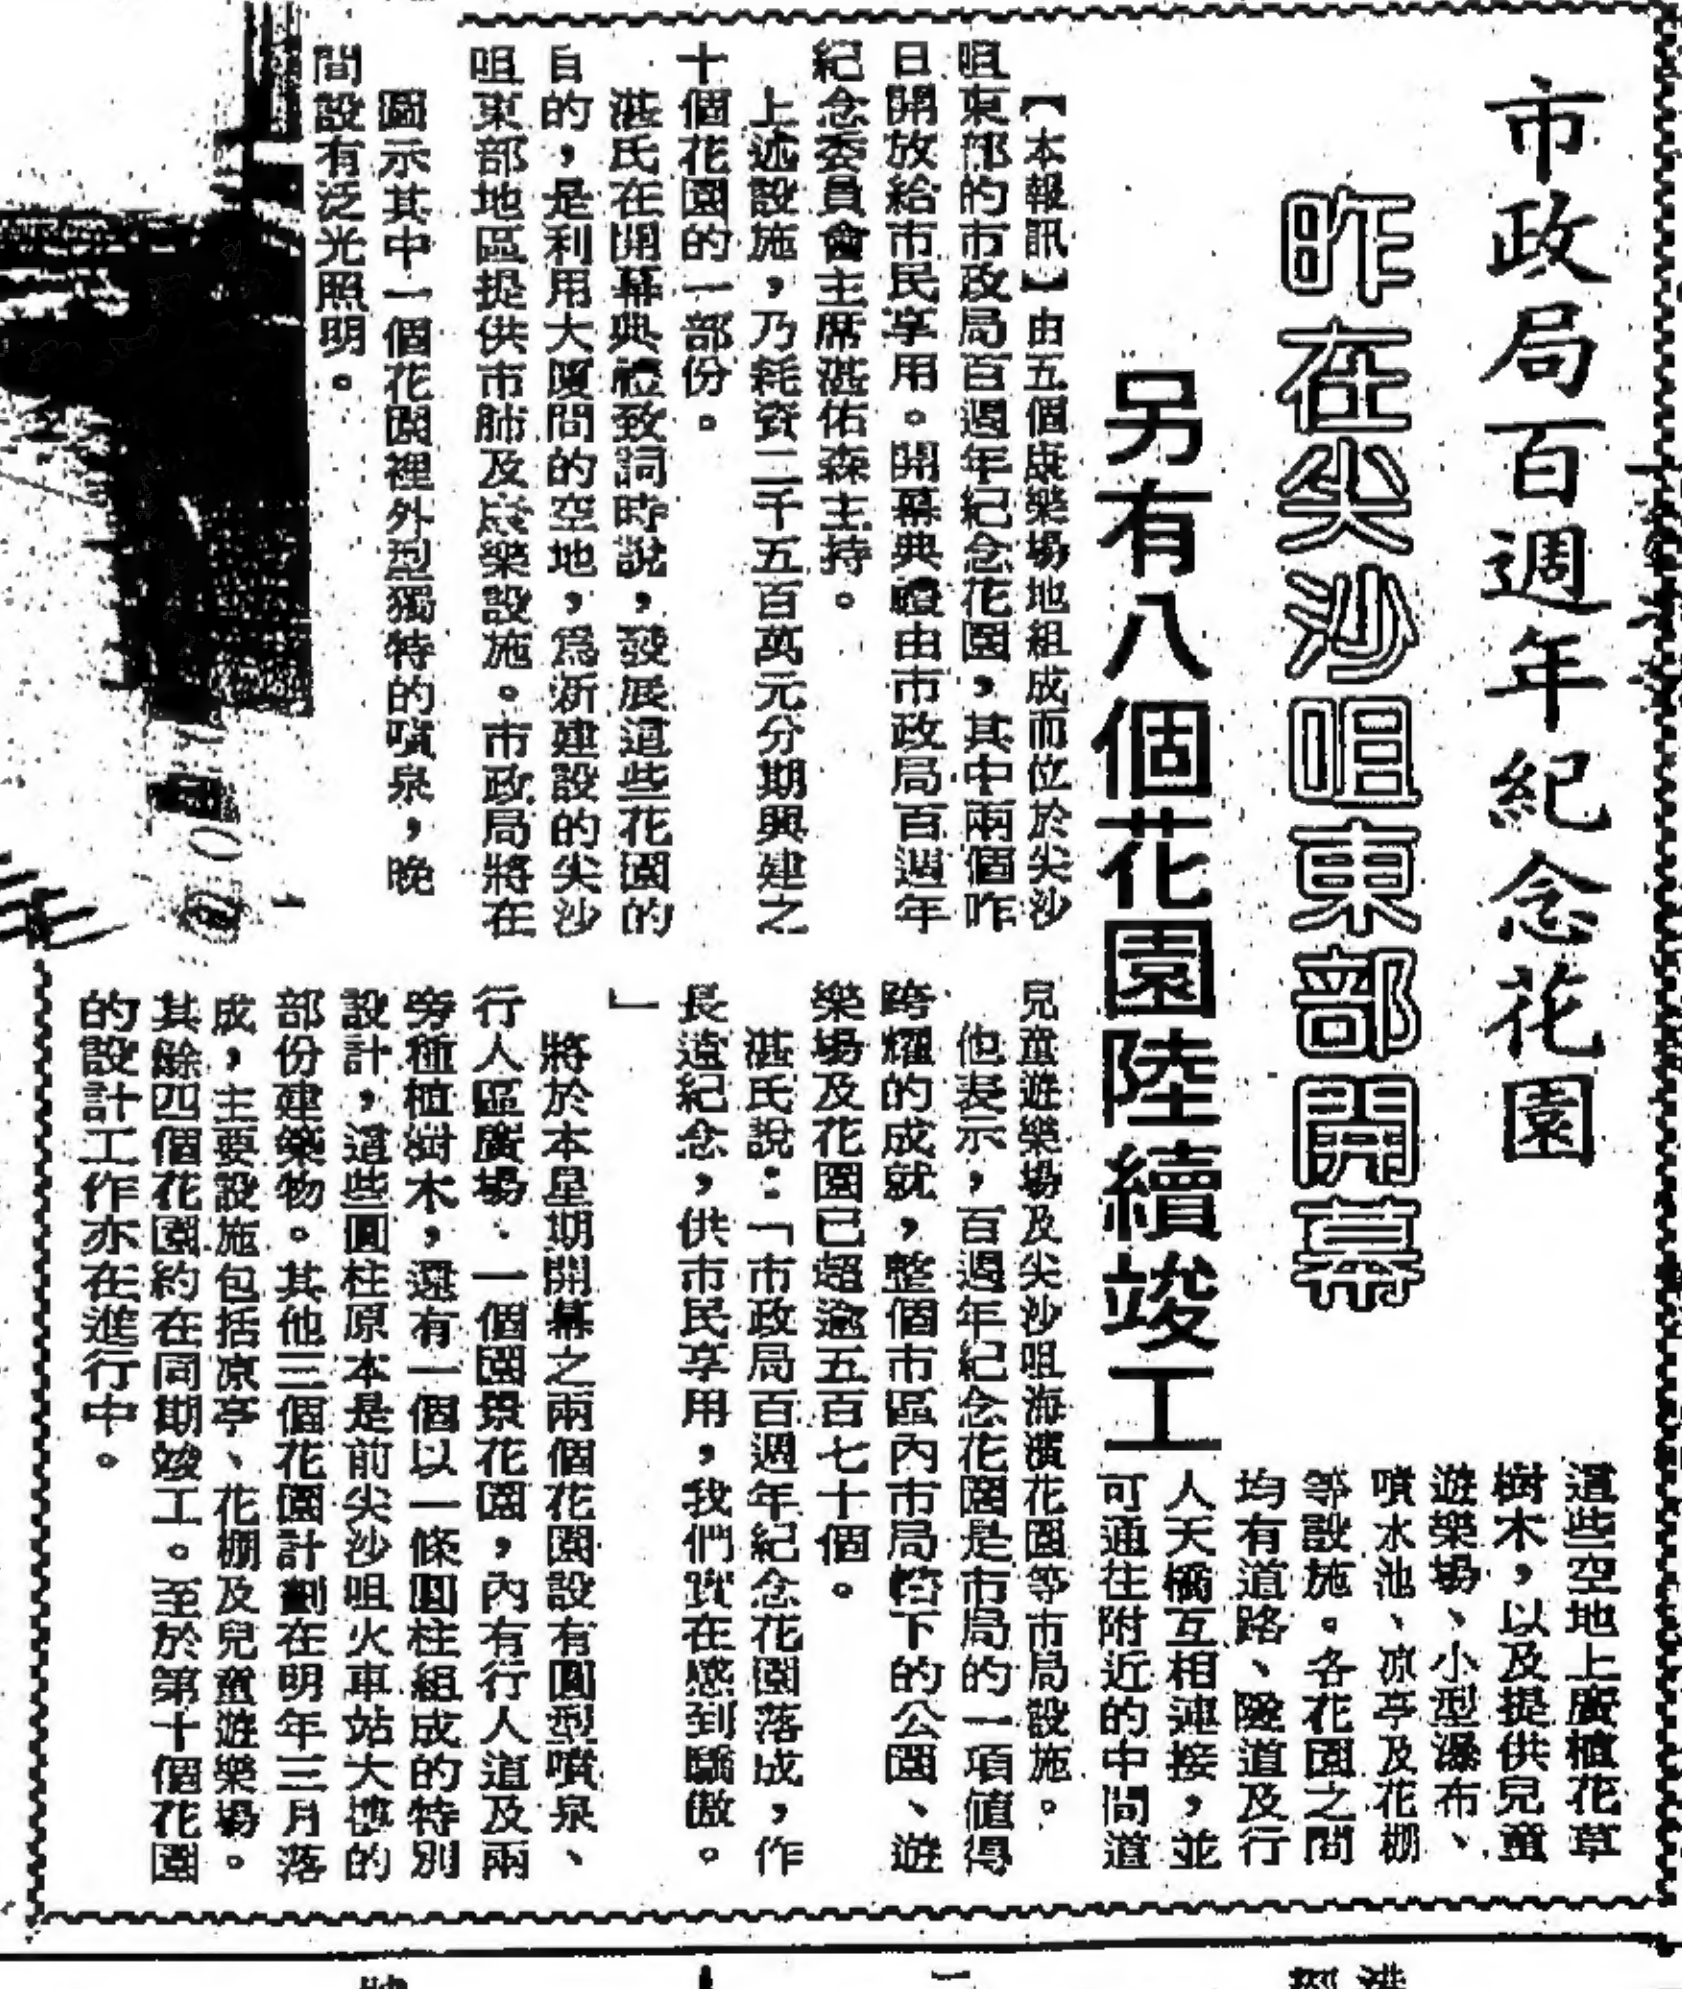 市政局百週年紀念花園
昨在尖沙咀東部開幕
另有八個花園陸續竣工
【本報訊】由五個康樂場地組成而位於尖沙
咀東部的市政局百週年紀念花園，其中兩個昨
日開放給市民享用。開幕典禮由市政局百週年
紀念委員會主席湛佑森主持。
上述設施，乃耗資二千五百萬元分期興建之
十個花園的一部份。
湛氏在開幕典禮致詞時說，發展這些花園的
目的，是利用大廈間的空地，爲新建設的尖沙
咀東部地區提供市肺及康樂設施。市政局將在
圖示其中一個花園裡外型獨特的噴泉，晚
間設有泛光照明。
這些空地上廣植花草
樹木，以及提供兒童
遊樂場、小型瀑布、
噴水池、凉亭及花棚
等設施。各花園之間
均有道路、隧道及行
人天橋互相連接，並
可通往附近的中間道
兒童遊樂場及尖沙咀海濱花園等市局設施。
他表示，百週年紀念花園是市局的一項值得
誇耀的成就，整個市區內市局轄下的公園、遊
樂場及花園已超逾五百七十個。
湛氏說：「市政局百週年紀念花園落成，作
長遠紀念，供市民享用，我們實在感到驕傲。
」
將於本星期開幕之兩個花園設有圓型噴泉、
行人區廣場．一個園景花園，內有行人道及兩
旁種植樹木，還有一個以一條圓柱組成的特別
設計，這些圓柱原本是前尖沙咀火車站大樓的
部份建築物。其他三個花園計劃在明年三月落
成，主要設施包括凉亭、花棚及兒童遊樂場。
其餘四個花園約在同期竣工。至於第十個花園
的設計工作亦在進行中。